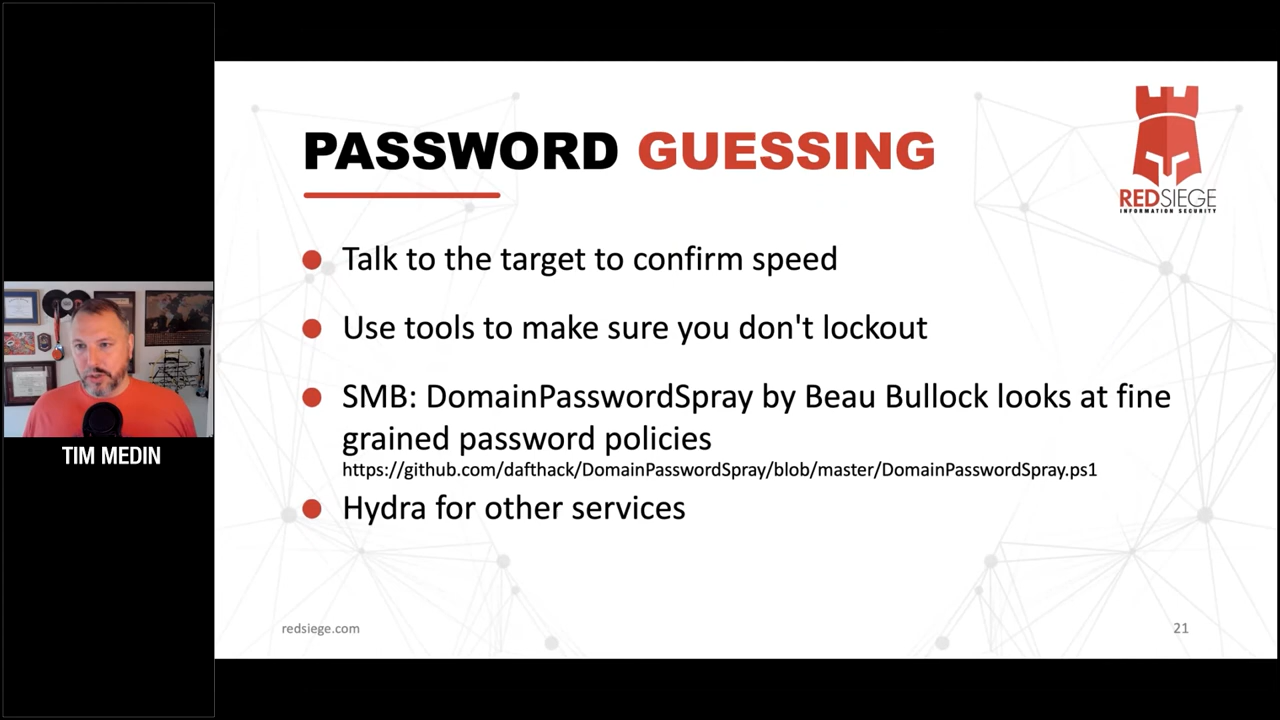 PASSWORD GUESSING
REDSIEGE
INFORMATION SECURITY
Talk to the target to confirm speed
Use tools to make sure you don't lockout
SMB: DomainPasswordSpray by Beau Bullock looks at fine
grained password policies
https://github.com/dafthack/DomainPasswordSpray/blob/master/DomainPasswordSpray.ps1
Hydra for other services
TIM MEDIN
redsiege.com
21